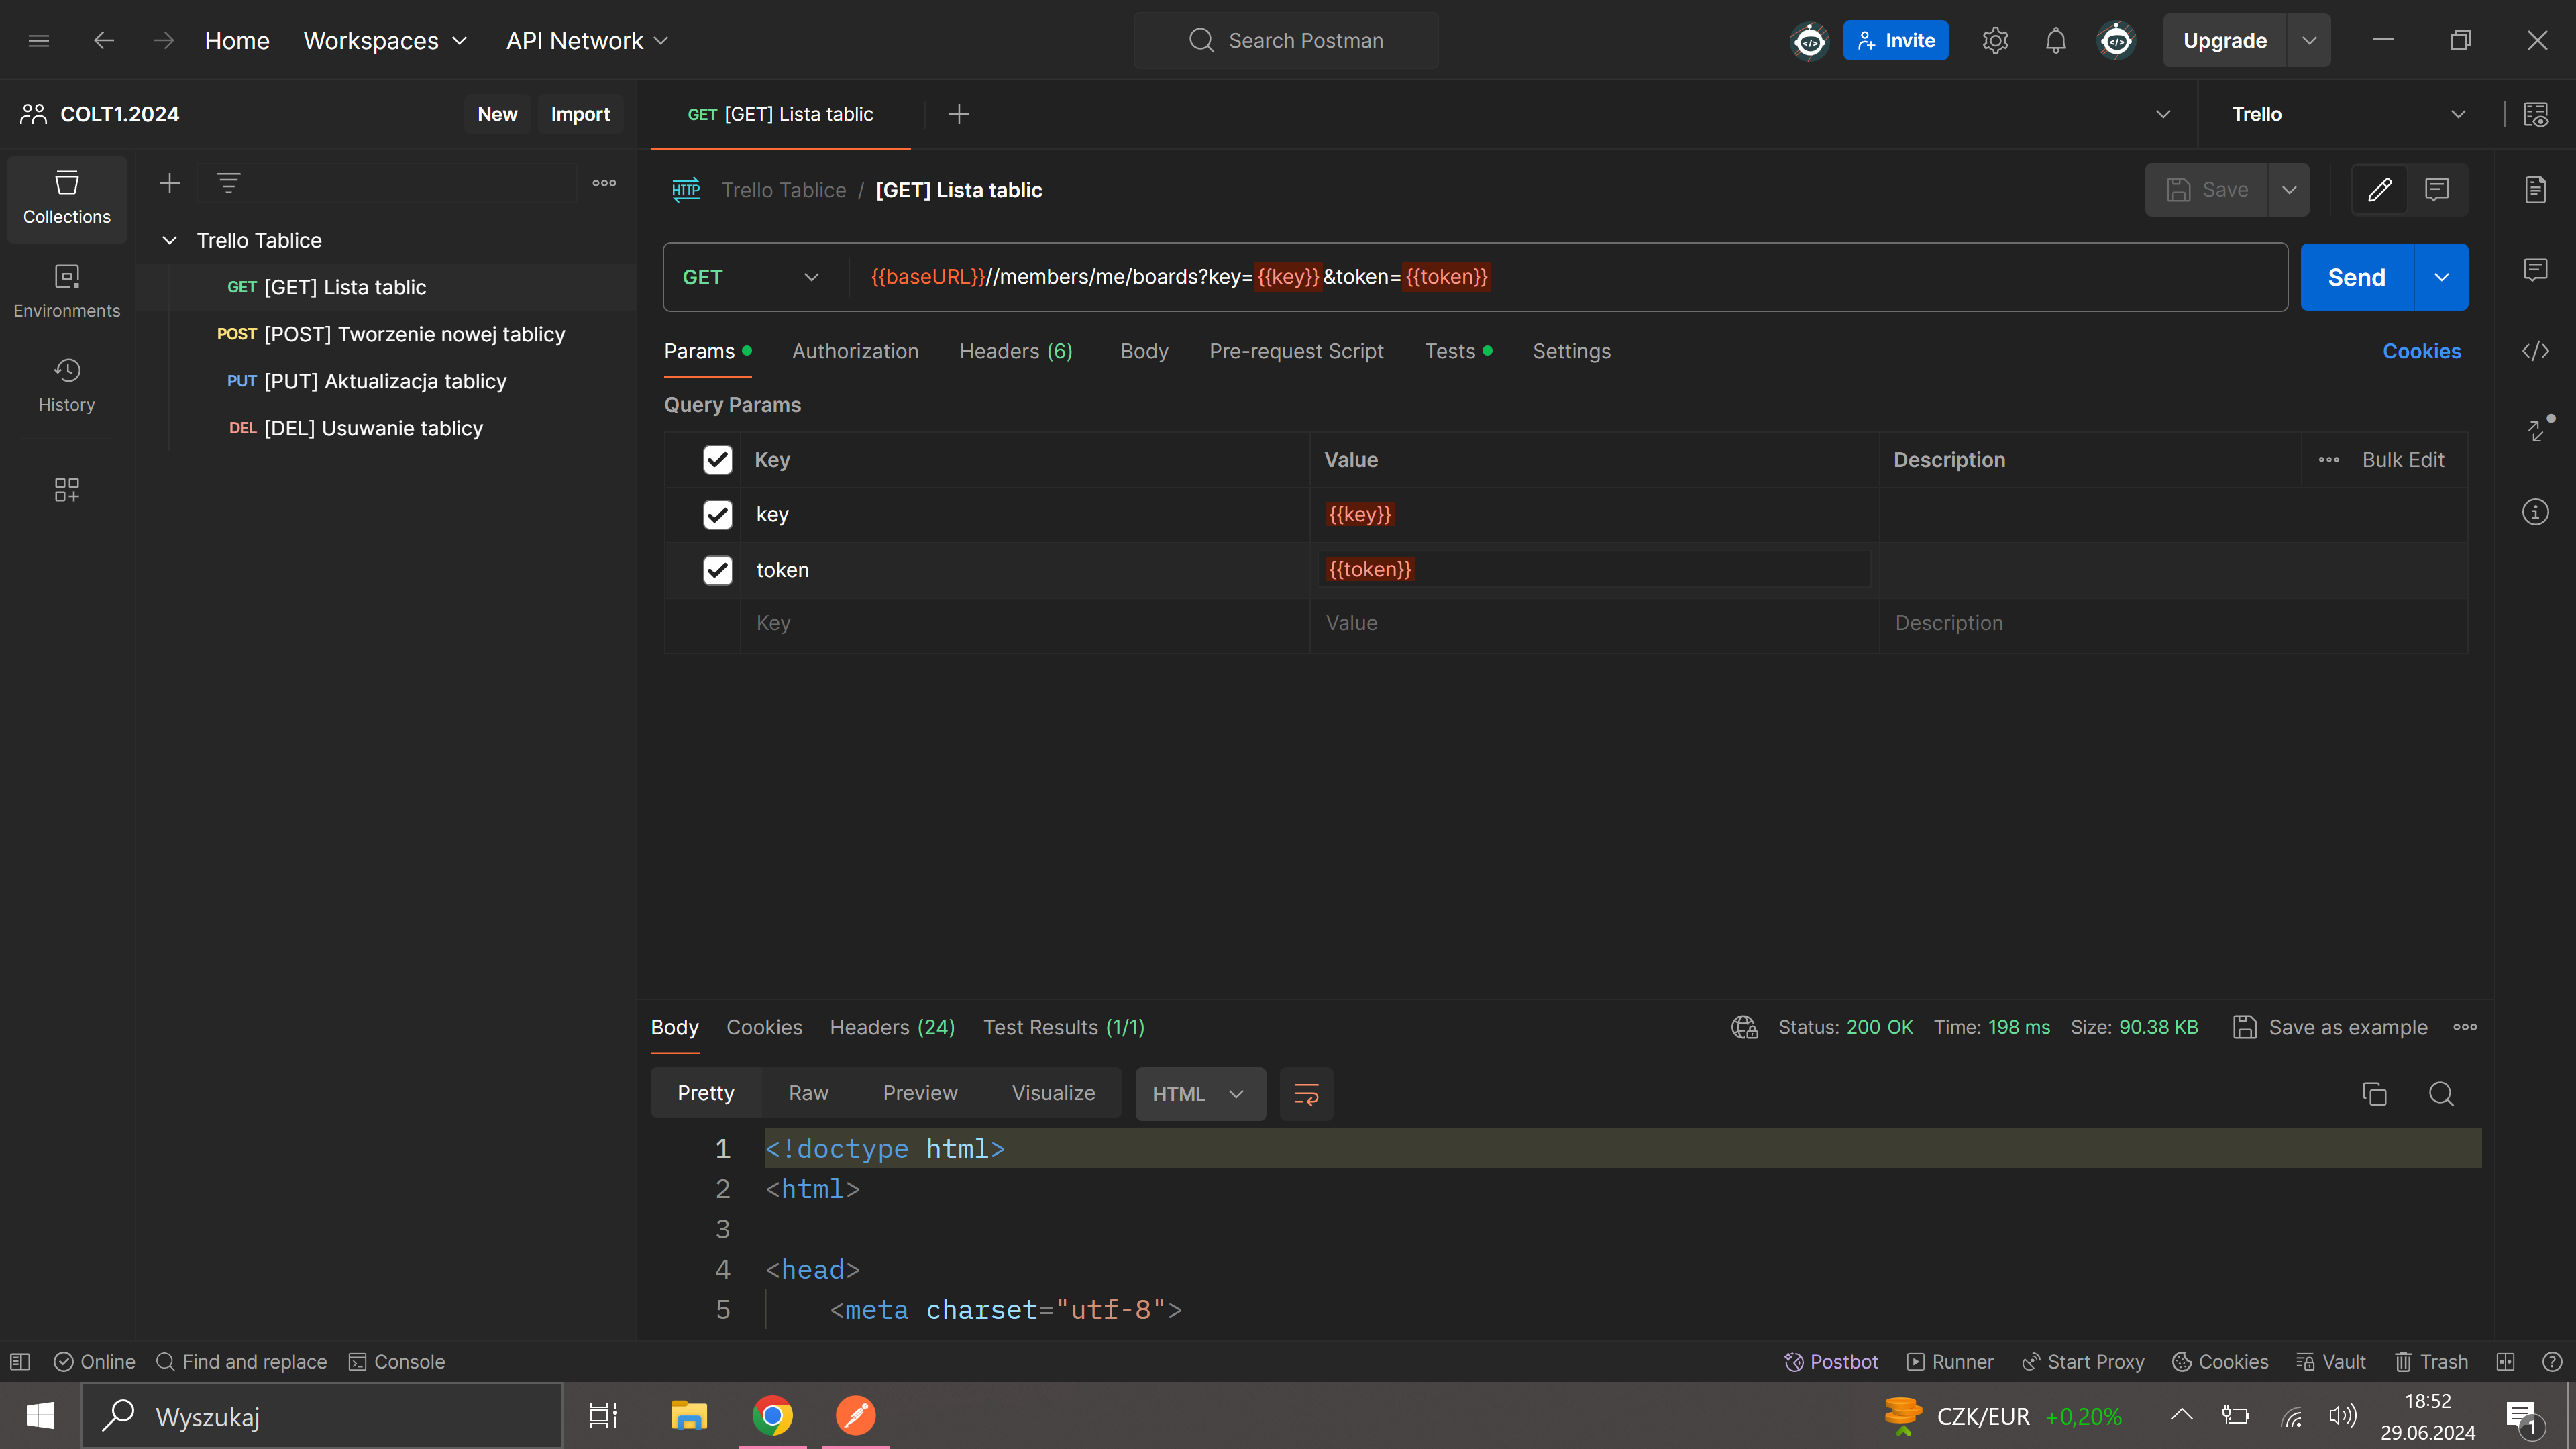 Home Workspaces API Network Search Postman Invite Upgrade
COLT1.2024 New Import GET [GET] Lista tablic Trello
Collections
Environments
History
Trello Tablice
GET [GET] Lista tablic
POST [POST] Tworzenie nowej tablicy
PUT [PUT] Aktualizacja tablicy
DEL [DEL] Usuwanie tablicy
HTTP Trello Tablice / [GET] Lista tablic Save
GET {{baseURL}}//members/me/boards?key={{key}}&token={{token}} Send
Params Authorization Headers (6) Body Pre-request Script Tests Settings Cookies
Query Params
Key Value Description Bulk Edit
key {{key}}
token {{token}}
Key Value Description
Body Cookies Headers (24) Test Results (1/1) Status: 200 OK Time: 198 ms Size: 90.38 KB Save as example
Pretty Raw Preview Visualize HTML
1 <!doctype html>
2 <html>
3
4 <head>
5 <meta charset="utf-8">
Online Find and replace Console Postbot Runner Start Proxy Cookies Vault Trash
Wyszukaj CZK/EUR +0,20% 18:52
29.06.2024 1